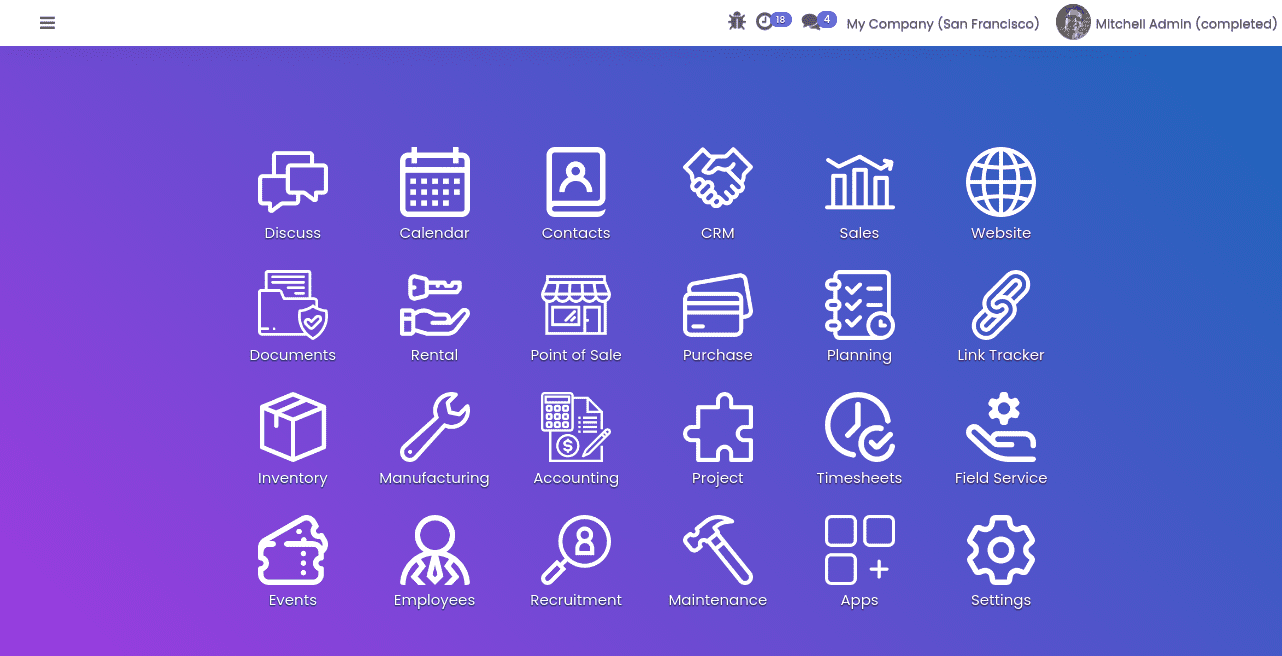 18 4 My Company (San Francisco) Mitchell Admin (completed)
Discuss Calendar Contacts CRM Sales Website
Documents Rental Point of Sale Purchase Planning Link Tracker
Inventory Manufacturing Accounting Project Timesheets Field Service
Events Employees Recruitment Maintenance Apps Settings